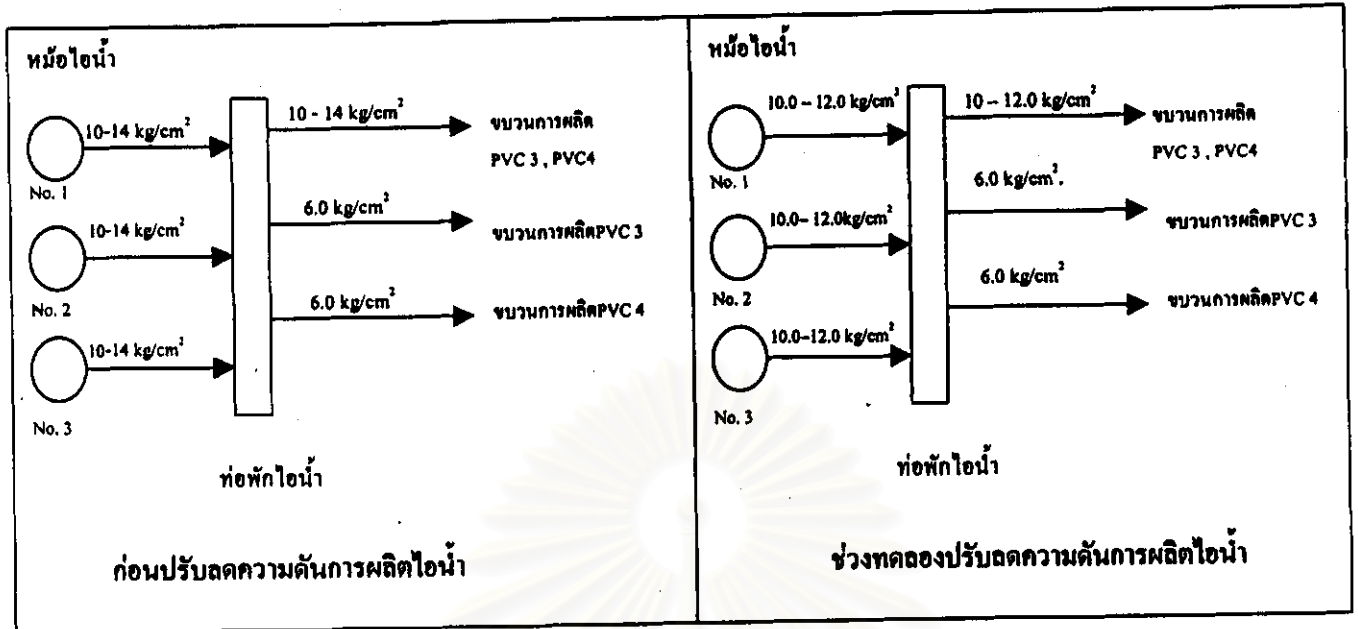 หม้อไอน้ำ
10-14 kg/cm²
No. 1
10-14 kg/cm²
No. 2
10-14 kg/cm²
No. 3
10 - 14 kg/cm²
ขบวนการผลิต
PVC 3 , PVC4
6.0 kg/cm²
ขบวนการผลิตPVC 3
6.0 kg/cm²
ขบวนการผลิตPVC 4
ท่อพักไอน้ำ
ก่อนปรับลดความดันการผลิตไอน้ำ
หม้อไอน้ำ
10.0 – 12.0 kg/cm²
No. 1
10.0– 12.0kg/cm²
No. 2
10.0–12.0 kg/cm²
No. 3
10 – 12.0 kg/cm²
ขบวนการผลิต
PVC 3 , PVC4
6.0 kg/cm².
ขบวนการผลิตPVC 3
6.0 kg/cm²
ขบวนการผลิตPVC 4
ท่อพักไอน้ำ
ช่วงทดลองปรับลดความดันการผลิตไอน้ำ